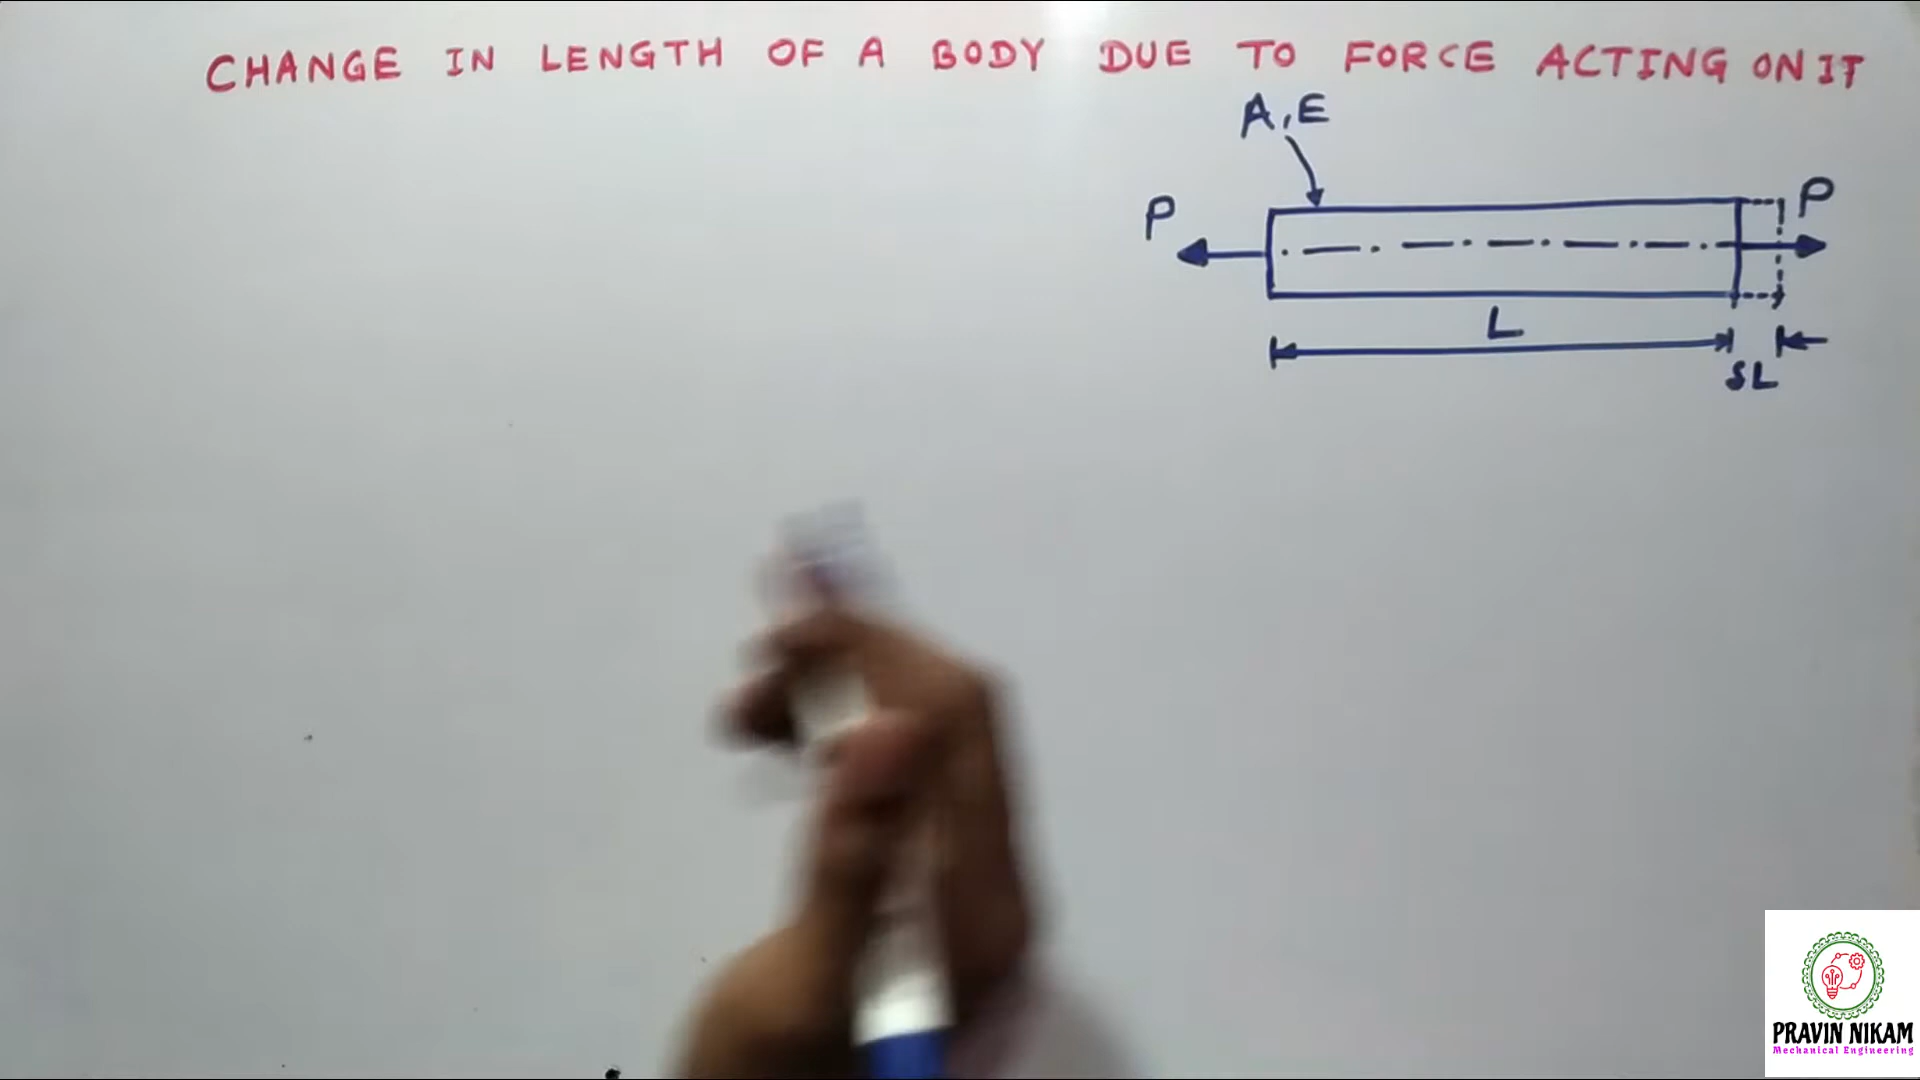 CHANGE IN LENGTH OF A BODY DUE TO FORCE ACTING ON IT
A, E
P
P
L
δL
PRAVIN NIKAM
Mechanical Engineering